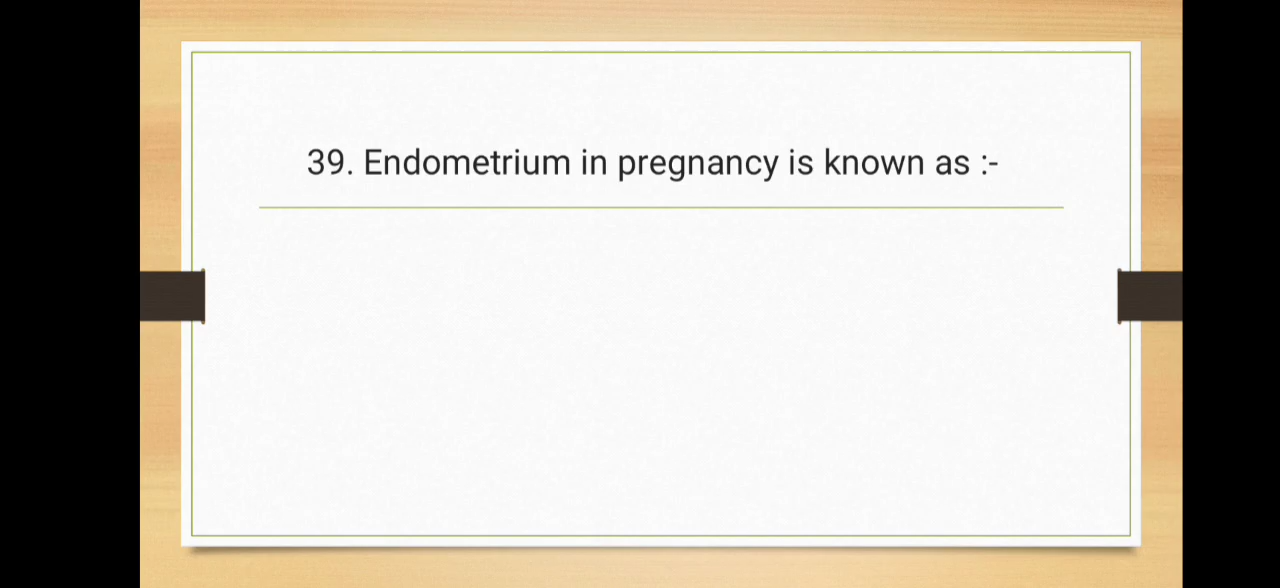 39. Endometrium in pregnancy is known as :-